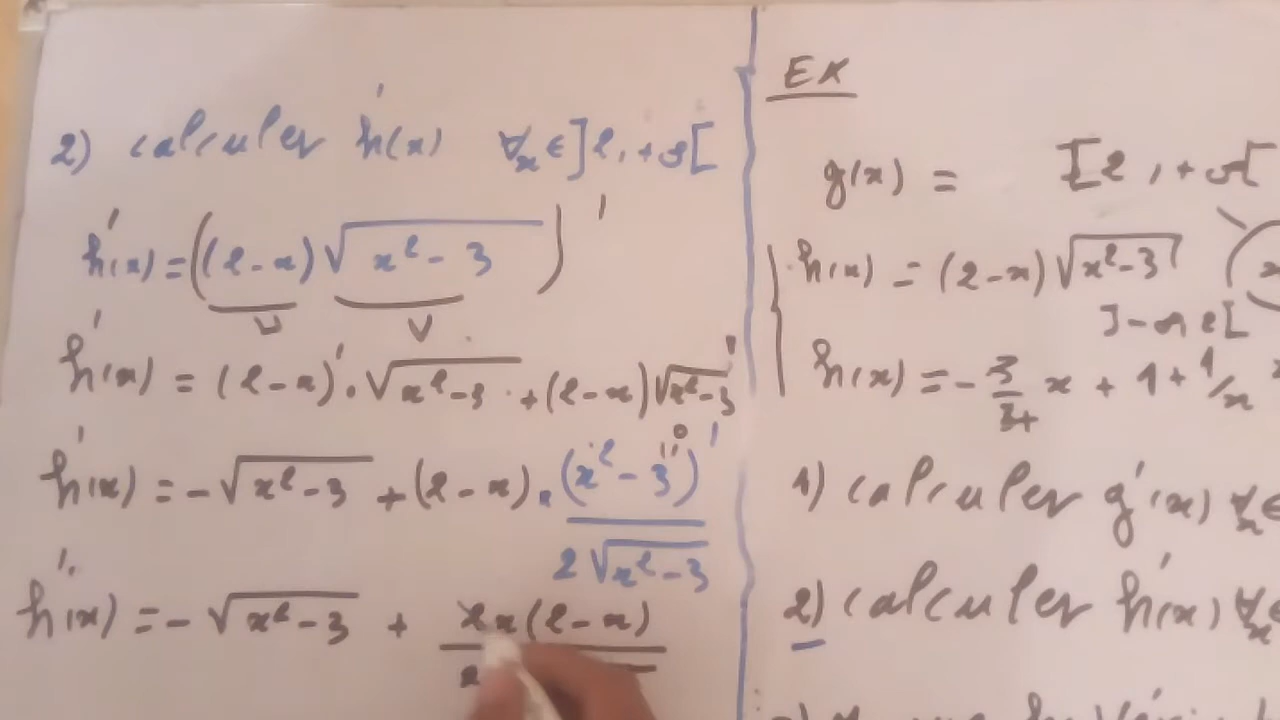 2) calculer h'(x) ∀x ∈ ]2, +∞[
h'(x) = ((2-x)√(x²-3))'
U V
h'(x) = (2-x)'.√(x²-3) + (2-x)√(x²-3)'
h'(x) = -√(x²-3) + (2-x).(x²-3)'/2√(x²-3)
h'(x) = -√(x²-3) + 2x(2-x)
EX
g(x) = [2, +∞[
h(x) = (2-x)√(x²-3)
]-∞ 2[
h(x) = -3/4 x + 1 + 1/x
1) calculer g'(x) ∀x ∈
2) calculer h'(x) ∀x